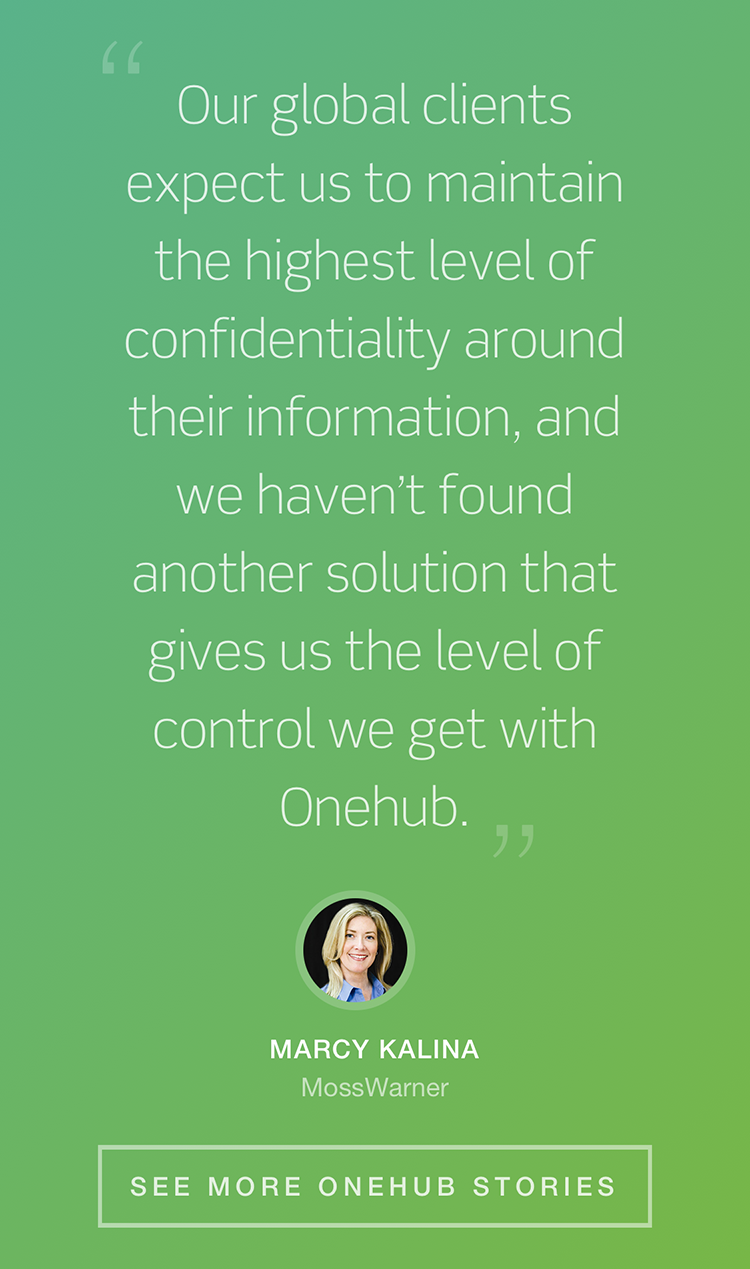 “
Our global clients
expect us to maintain
the highest level of
confidentiality around
their information, and
we haven’t found
another solution that
gives us the level of
control we get with
Onehub.
”
MARCY KALINA
MossWarner
SEE MORE ONEHUB STORIES